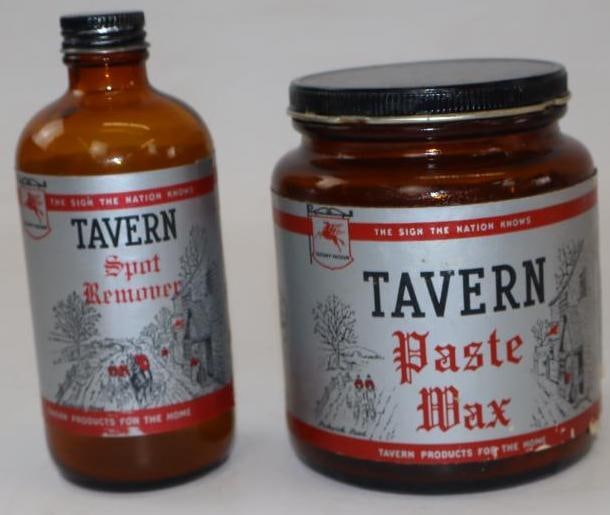 THE SIGN THE NATION KNOWS
TAVERN
Spot
Remover
TAVERN PRODUCTS FOR THE HOME
THE SIGN THE NATION KNOWS
TAVERN
Paste
Wax
TAVERN PRODUCTS FOR THE HOME